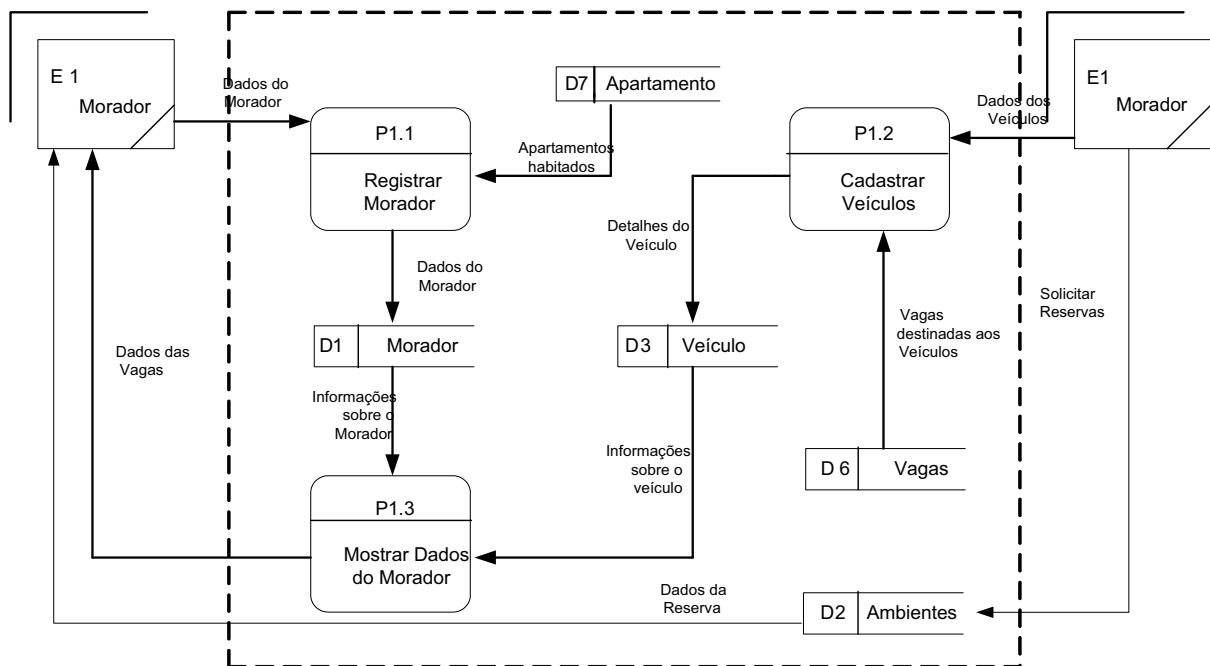 E 1
Morador
Dados do
Morador
D7
Apartamento
E1
Morador
Dados dos
Veículos
P1.1
Registrar
Morador
Apartamentos
habitados
P1.2
Cadastrar
Veículos
Detalhes do
Veículo
Dados do
Morador
Solicitar
Reservas
Vagas
destinadas aos
Veículos
D1
Morador
D3
Veículo
Dados das
Vagas
Informações
sobre o
Morador
Informações
sobre o
veículo
D 6
Vagas
P1.3
Mostrar Dados
do Morador
Dados da
Reserva
D2
Ambientes